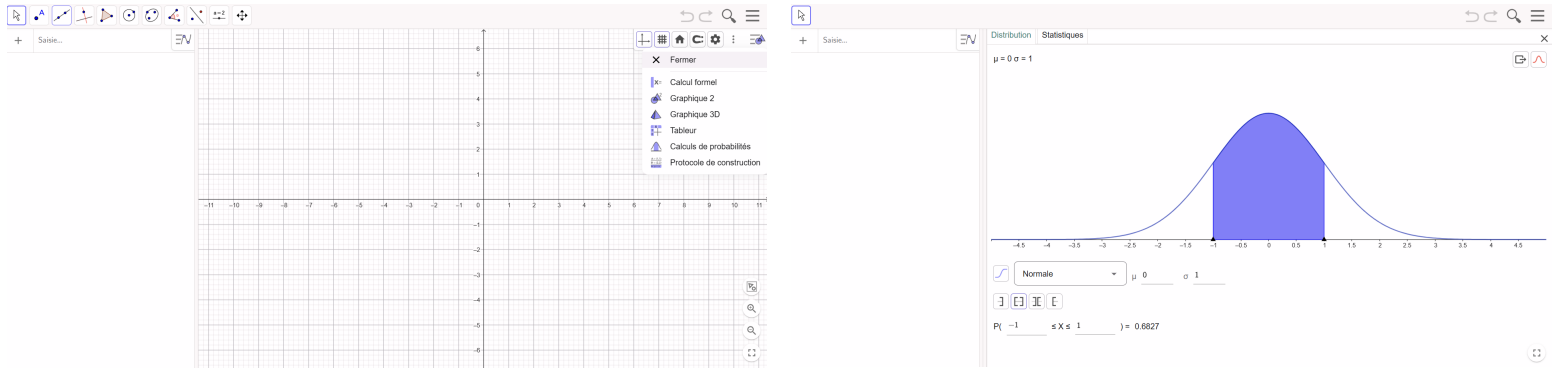 a=2
Saisie...
Fermer
Calcul formel
Graphique 2
Graphique 3D
Tableur
Calculs de probabilités
Protocole de construction
6
5
4
3
2
1
–11 –10 –9 –8 –7 –6 –5 –4 –3 –2 –1 0 1 2 3 4 5 6 7 8 9 10 11
–1
–2
–3
–4
–5
–6
Saisie...
Distribution Statistiques
μ = 0 σ = 1
–4.5 –4 –3.5 –3 –2.5 –2 –1.5 –1 –0.5 0 0.5 1 1.5 2 2.5 3 3.5 4 4.5
Normale μ 0 σ 1
P( −1 ≤ X ≤ 1 ) = 0.6827